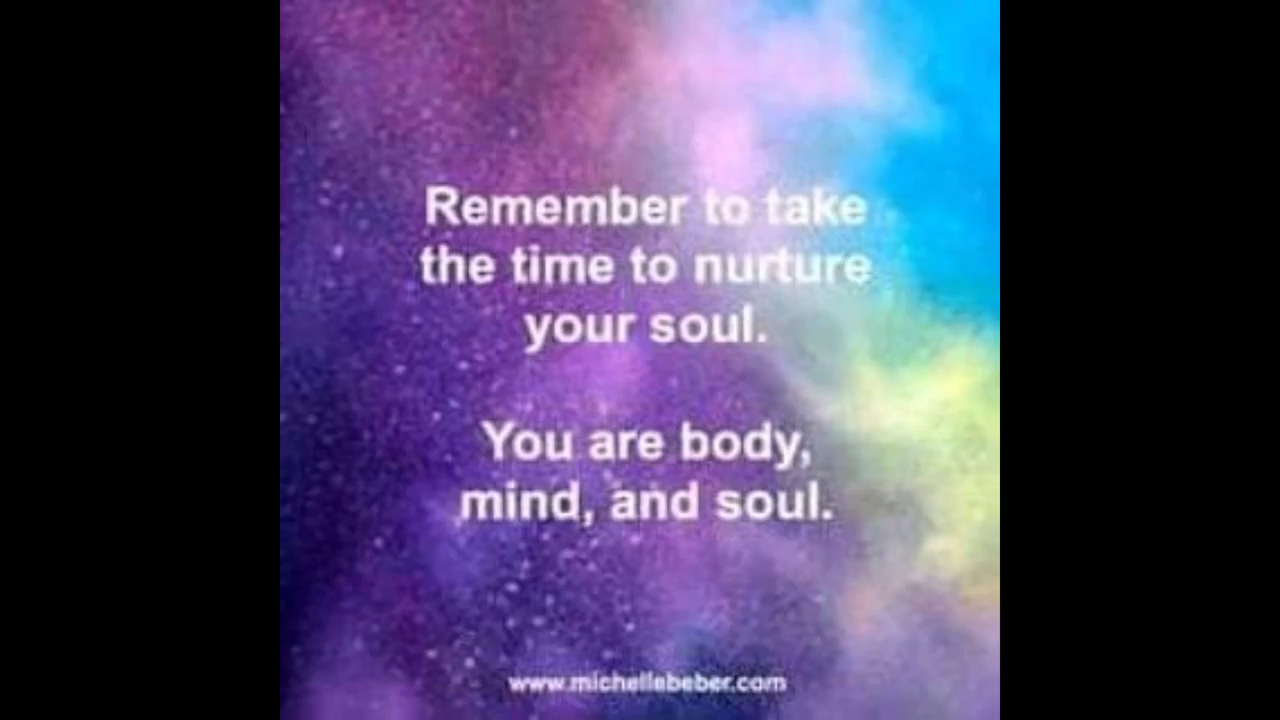 Remember to take
the time to nurture
your soul.
You are body,
mind, and soul.
www.michellebeber.com